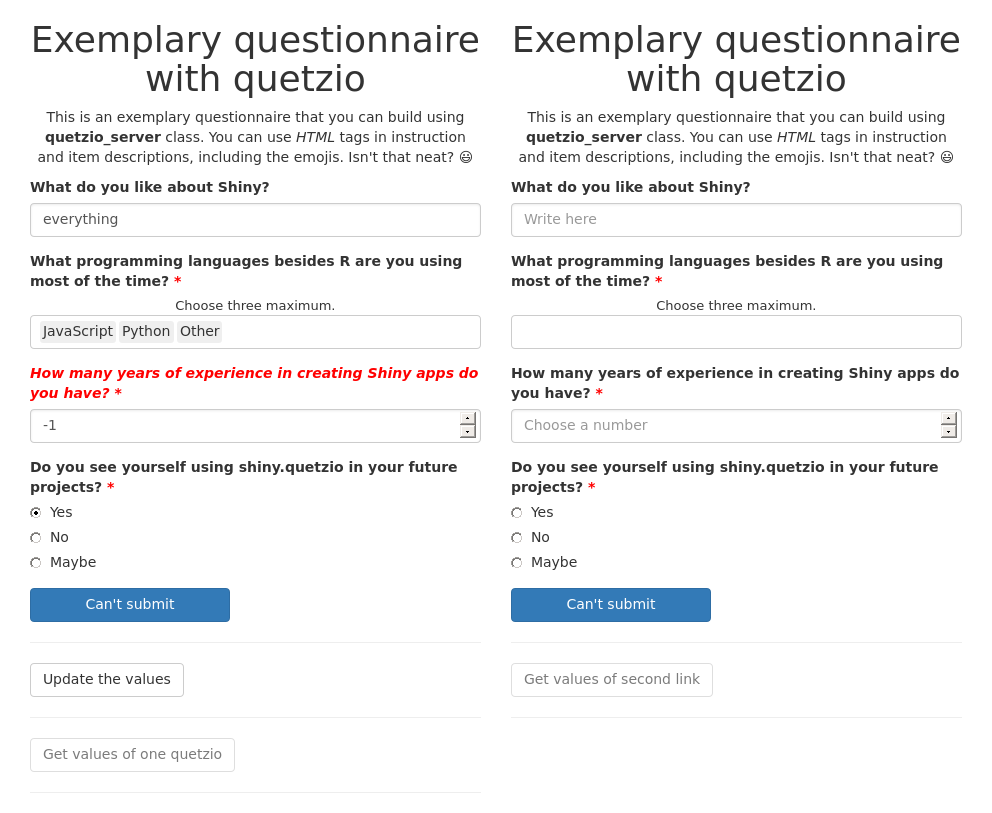 Exemplary questionnaire
with quetzio
This is an exemplary questionnaire that you can build using
quetzio_server class. You can use HTML tags in instruction
and item descriptions, including the emojis. Isn't that neat? 😃
What do you like about Shiny?
everything
What programming languages besides R are you using
most of the time? *
Choose three maximum.
JavaScript Python Other
How many years of experience in creating Shiny apps do
you have? *
-1
Do you see yourself using shiny.quetzio in your future
projects? *
Yes
No
Maybe
Can't submit
Update the values
Get values of one quetzio
Exemplary questionnaire
with quetzio
This is an exemplary questionnaire that you can build using
quetzio_server class. You can use HTML tags in instruction
and item descriptions, including the emojis. Isn't that neat? 😃
What do you like about Shiny?
Write here
What programming languages besides R are you using
most of the time? *
Choose three maximum.
How many years of experience in creating Shiny apps do
you have? *
Choose a number
Do you see yourself using shiny.quetzio in your future
projects? *
Yes
No
Maybe
Can't submit
Get values of second link